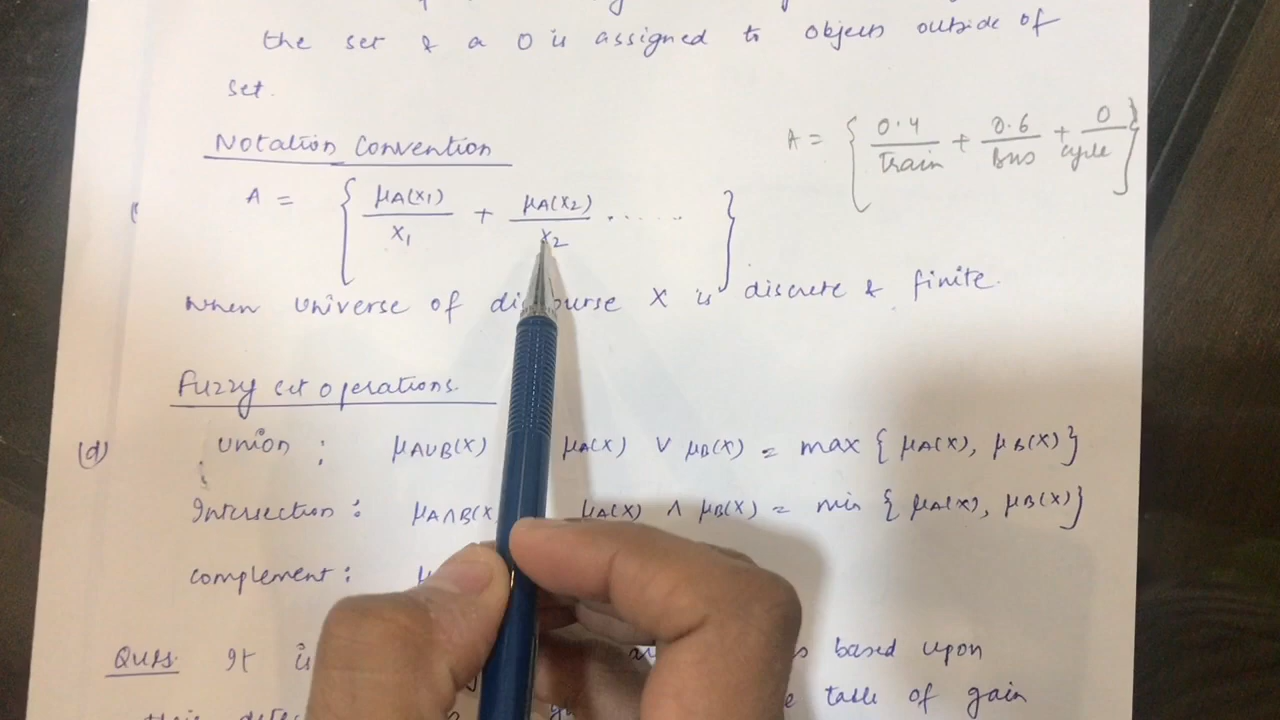 the set & a 0 is assigned to objects outside of
set.
Notation Convention
A = { μA(x1)/x1 + μA(x2)/x2 ...... }
A = { 0.4/Train + 0.6/Bus + 0/cycle }
when universe of discourse X is discrete & finite.
Fuzzy set operations.
(d) Union : μAUB(x) μA(x) ∨ μB(x) = max { μA(x), μB(x) }
Intersection : μA∩B(x μA(x) ∧ μB(x) = min { μA(x), μB(x) }
complement : μ
Ques. It is based upon
table of gain